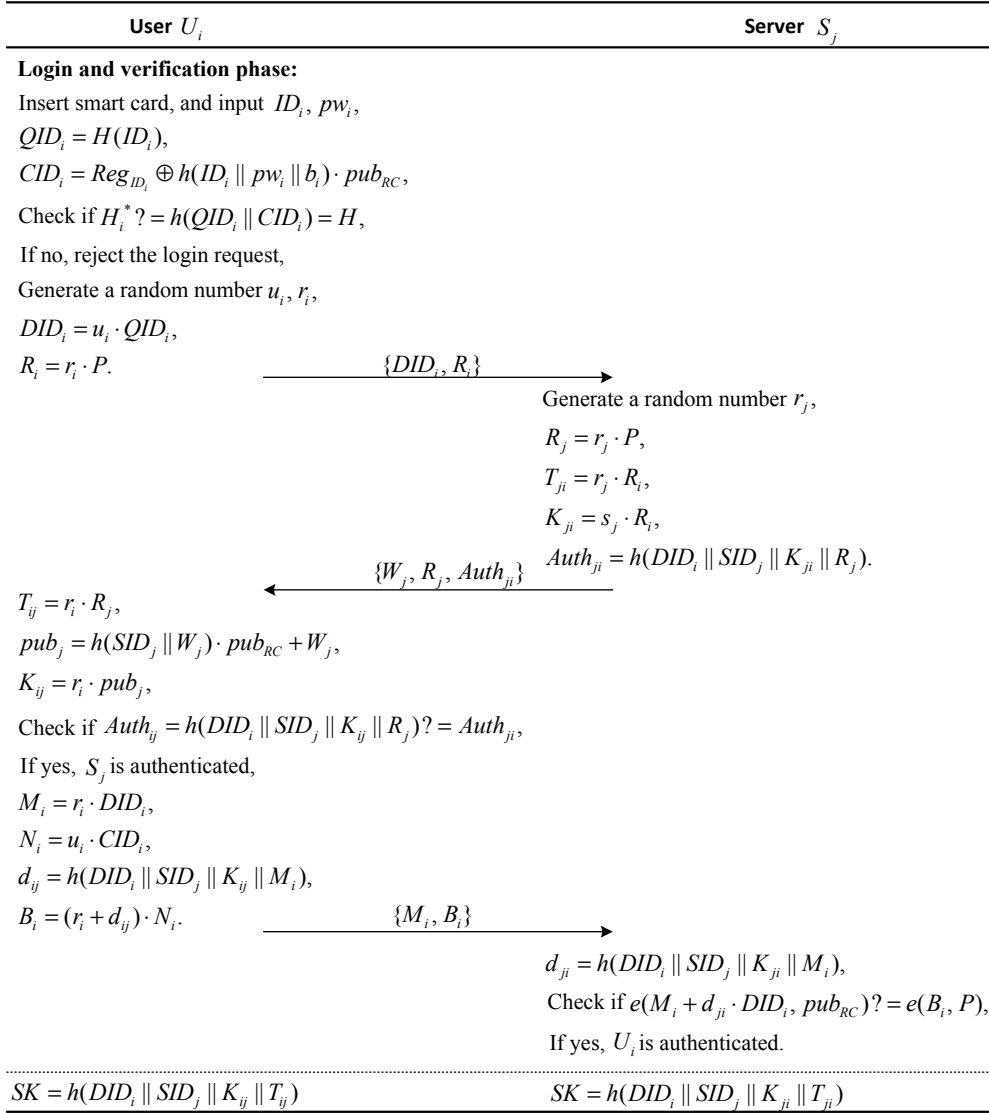 User U_i Server S_j
Login and verification phase:
Insert smart card, and input ID_i, pw_i,
QID_i = H(ID_i),
CID_i = Reg_{ID_i} ⊕ h(ID_i || pw_i || b_i) · pub_{RC},
Check if H_i^* ? = h(QID_i || CID_i) = H,
If no, reject the login request,
Generate a random number u_i, r_i,
DID_i = u_i · QID_i,
R_i = r_i · P.
{DID_i, R_i}
Generate a random number r_j,
R_j = r_j · P,
T_{ji} = r_j · R_i,
K_{ji} = s_j · R_i,
Auth_{ji} = h(DID_i || SID_j || K_{ji} || R_j).
{W_j, R_j, Auth_{ji}}
T_{ij} = r_i · R_j,
pub_j = h(SID_j || W_j) · pub_{RC} + W_j,
K_{ij} = r_i · pub_j,
Check if Auth_{ij} = h(DID_i || SID_j || K_{ij} || R_j) ? = Auth_{ji},
If yes, S_j is authenticated,
M_i = r_i · DID_i,
N_i = u_i · CID_i,
d_{ij} = h(DID_i || SID_j || K_{ij} || M_i),
B_i = (r_i + d_{ij}) · N_i.
{M_i, B_i}
d_{ji} = h(DID_i || SID_j || K_{ji} || M_i),
Check if e(M_i + d_{ji} · DID_i, pub_{RC}) ? = e(B_i, P),
If yes, U_i is authenticated.
SK = h(DID_i || SID_j || K_{ij} || T_{ij}) SK = h(DID_i || SID_j || K_{ji} || T_{ji})